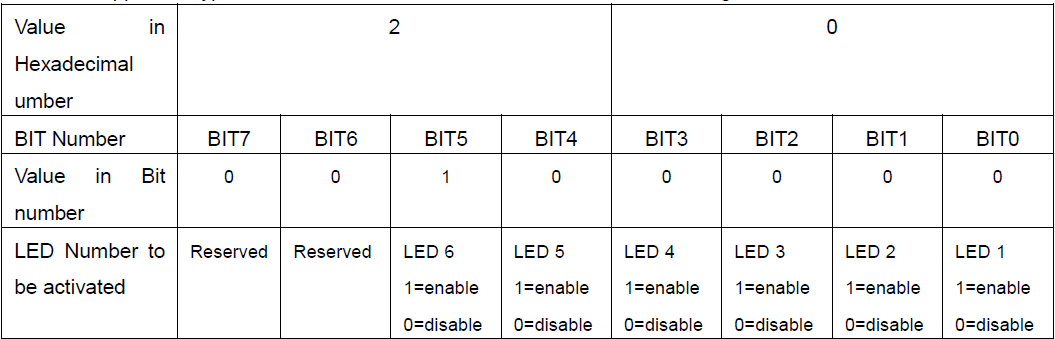 Value in 2 0
Hexadecimal
umber
BIT Number BIT7 BIT6 BIT5 BIT4 BIT3 BIT2 BIT1 BIT0
Value in Bit 0 0 1 0 0 0 0 0
number
LED Number to Reserved Reserved LED 6 LED 5 LED 4 LED 3 LED 2 LED 1
be activated 1=enable 1=enable 1=enable 1=enable 1=enable 1=enable
0=disable 0=disable 0=disable 0=disable 0=disable 0=disable